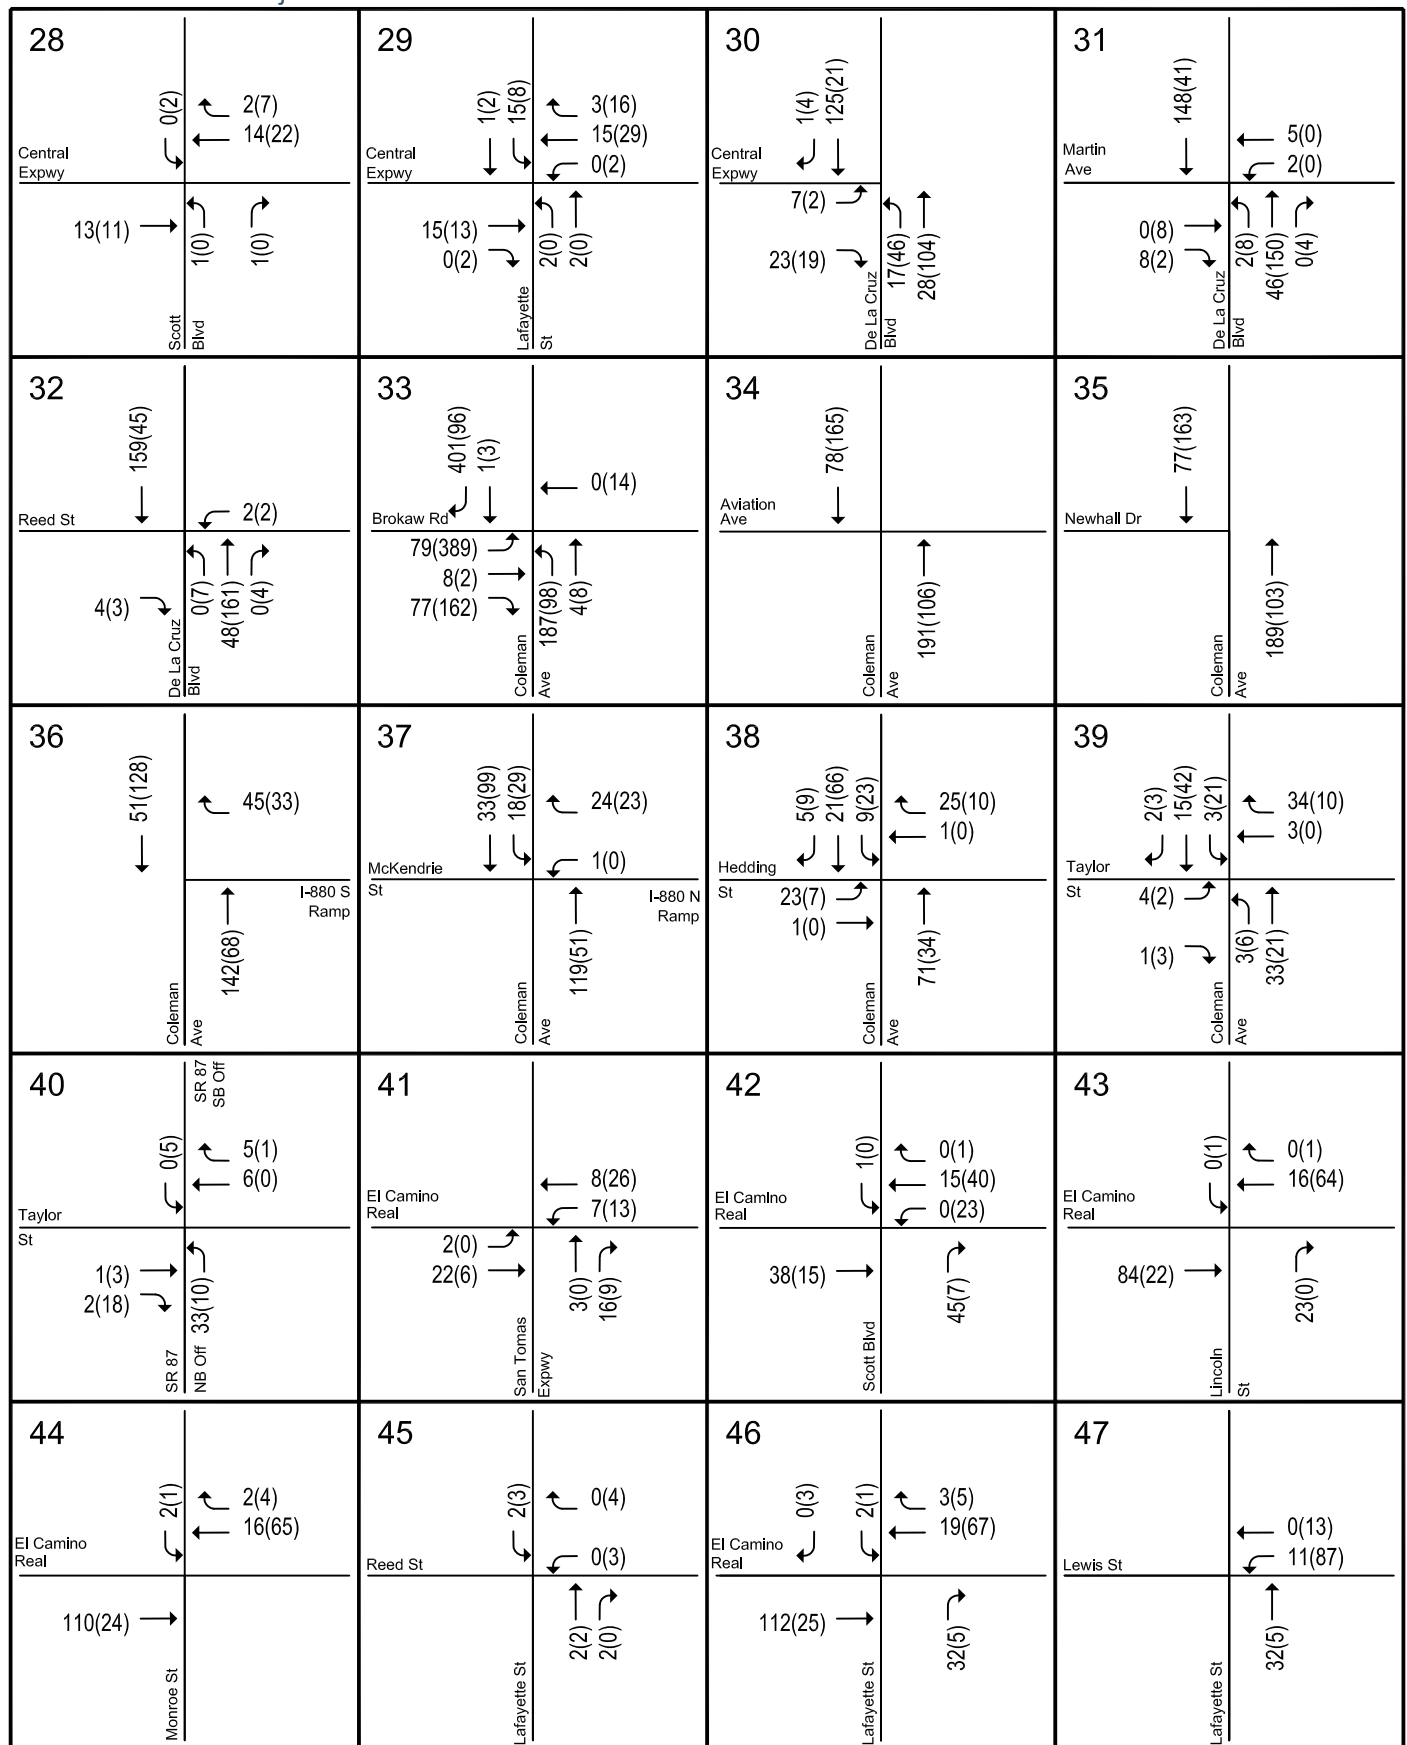 28
0(2)
2(7)
14(22)
Central
Expwy
13(11)
1(0)
1(0)
Scott
Blvd
29
1(2)
15(8)
3(16)
15(29)
0(2)
Central
Expwy
15(13)
0(2)
2(0)
2(0)
Lafayette
St
30
1(4)
125(21)
Central
Expwy
7(2)
23(19)
17(46)
28(104)
De La Cruz
Blvd
31
148(41)
5(0)
2(0)
Martin
Ave
0(8)
8(2)
2(8)
46(150)
0(4)
De La Cruz
Blvd
32
159(45)
2(2)
Reed St
4(3)
0(7)
48(161)
0(4)
De La Cruz
Blvd
33
401(96)
1(3)
0(14)
Brokaw Rd
79(389)
8(2)
77(162)
187(98)
4(8)
Coleman
Ave
34
78(165)
Aviation
Ave
191(106)
Coleman
Ave
35
77(163)
Newhall Dr
189(103)
Coleman
Ave
36
51(128)
45(33)
I-880 S
Ramp
142(68)
Coleman
Ave
37
33(99)
18(29)
24(23)
1(0)
McKendrie
St
I-880 N
Ramp
119(51)
Coleman
Ave
38
5(9)
21(66)
9(23)
25(10)
1(0)
Hedding
St
23(7)
1(0)
71(34)
Coleman
Ave
39
2(3)
15(42)
3(21)
34(10)
3(0)
Taylor
St
4(2)
1(3)
3(6)
33(21)
Coleman
Ave
40
SR 87
SB Off
0(5)
5(1)
6(0)
Taylor
St
1(3)
2(18)
33(10)
SR 87
NB Off
41
8(26)
7(13)
El Camino
Real
2(0)
22(6)
3(0)
16(9)
San Tomas
Expwy
42
1(0)
0(1)
15(40)
0(23)
El Camino
Real
38(15)
45(7)
Scott Blvd
43
0(1)
0(1)
16(64)
El Camino
Real
84(22)
23(0)
Lincoln
St
44
2(1)
2(4)
16(65)
El Camino
Real
110(24)
Monroe St
45
2(3)
0(4)
0(3)
Reed St
2(2)
2(0)
Lafayette St
46
0(3)
2(1)
3(5)
19(67)
El Camino
Real
112(25)
32(5)
Lafayette St
47
0(13)
11(87)
Lewis St
32(5)
Lafayette St